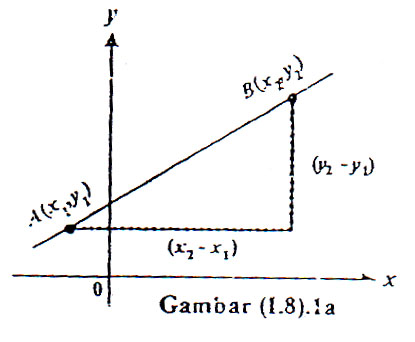 y
B(x₂,y₂)
A(x₁,y₁)
(y₂ – y₁)
(x₂ – x₁)
x
0
Gambar (1.8).1a